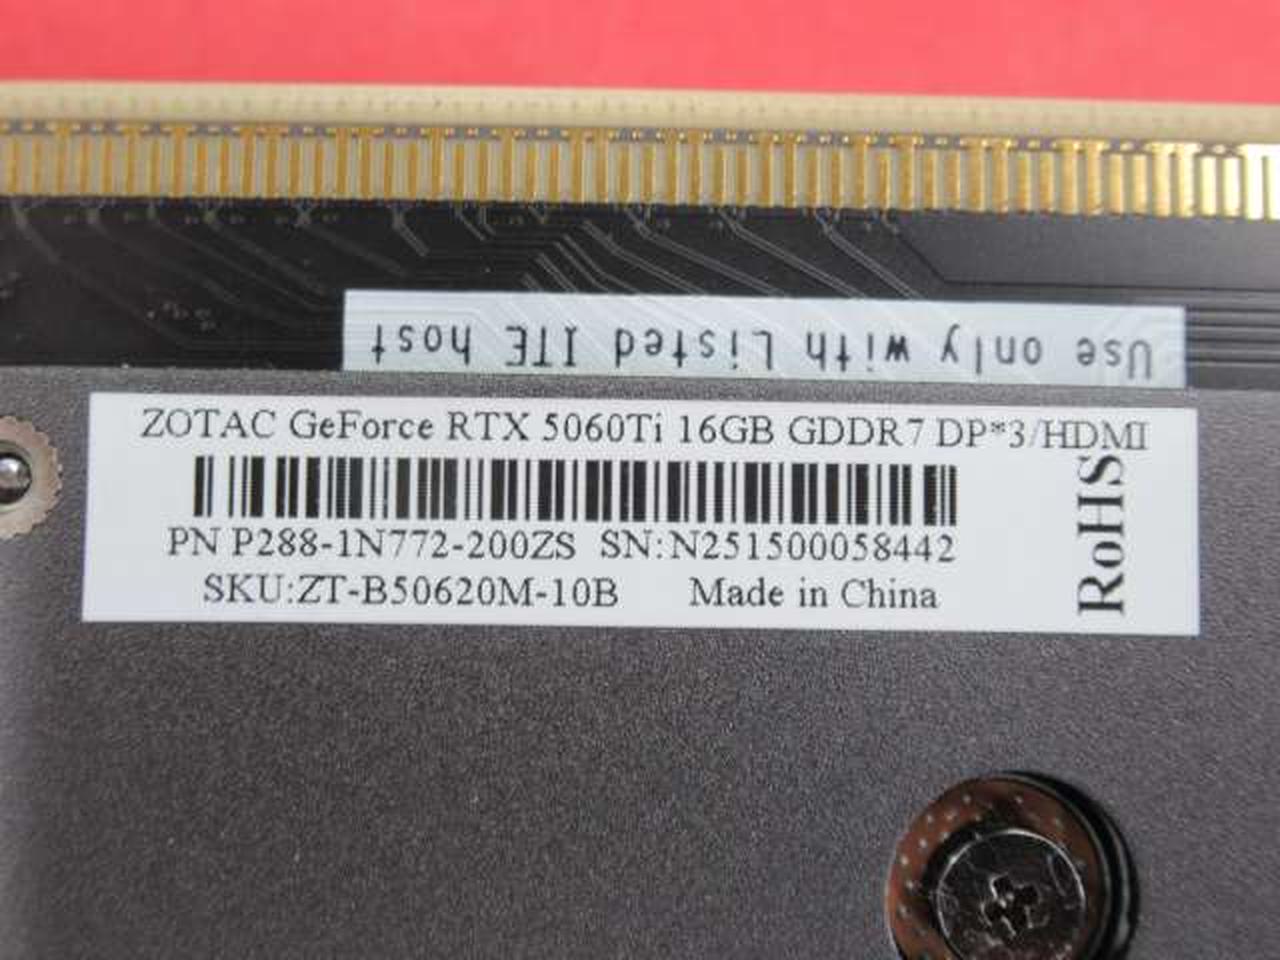 Use only with Listed ITE host
ZOTAC GeForce RTX 5060Ti 16GB GDDR7 DP*3/HDMI
PN P288-1N772-200ZS SN:N251500058442
SKU:ZT-B50620M-10B Made in China
RoHS